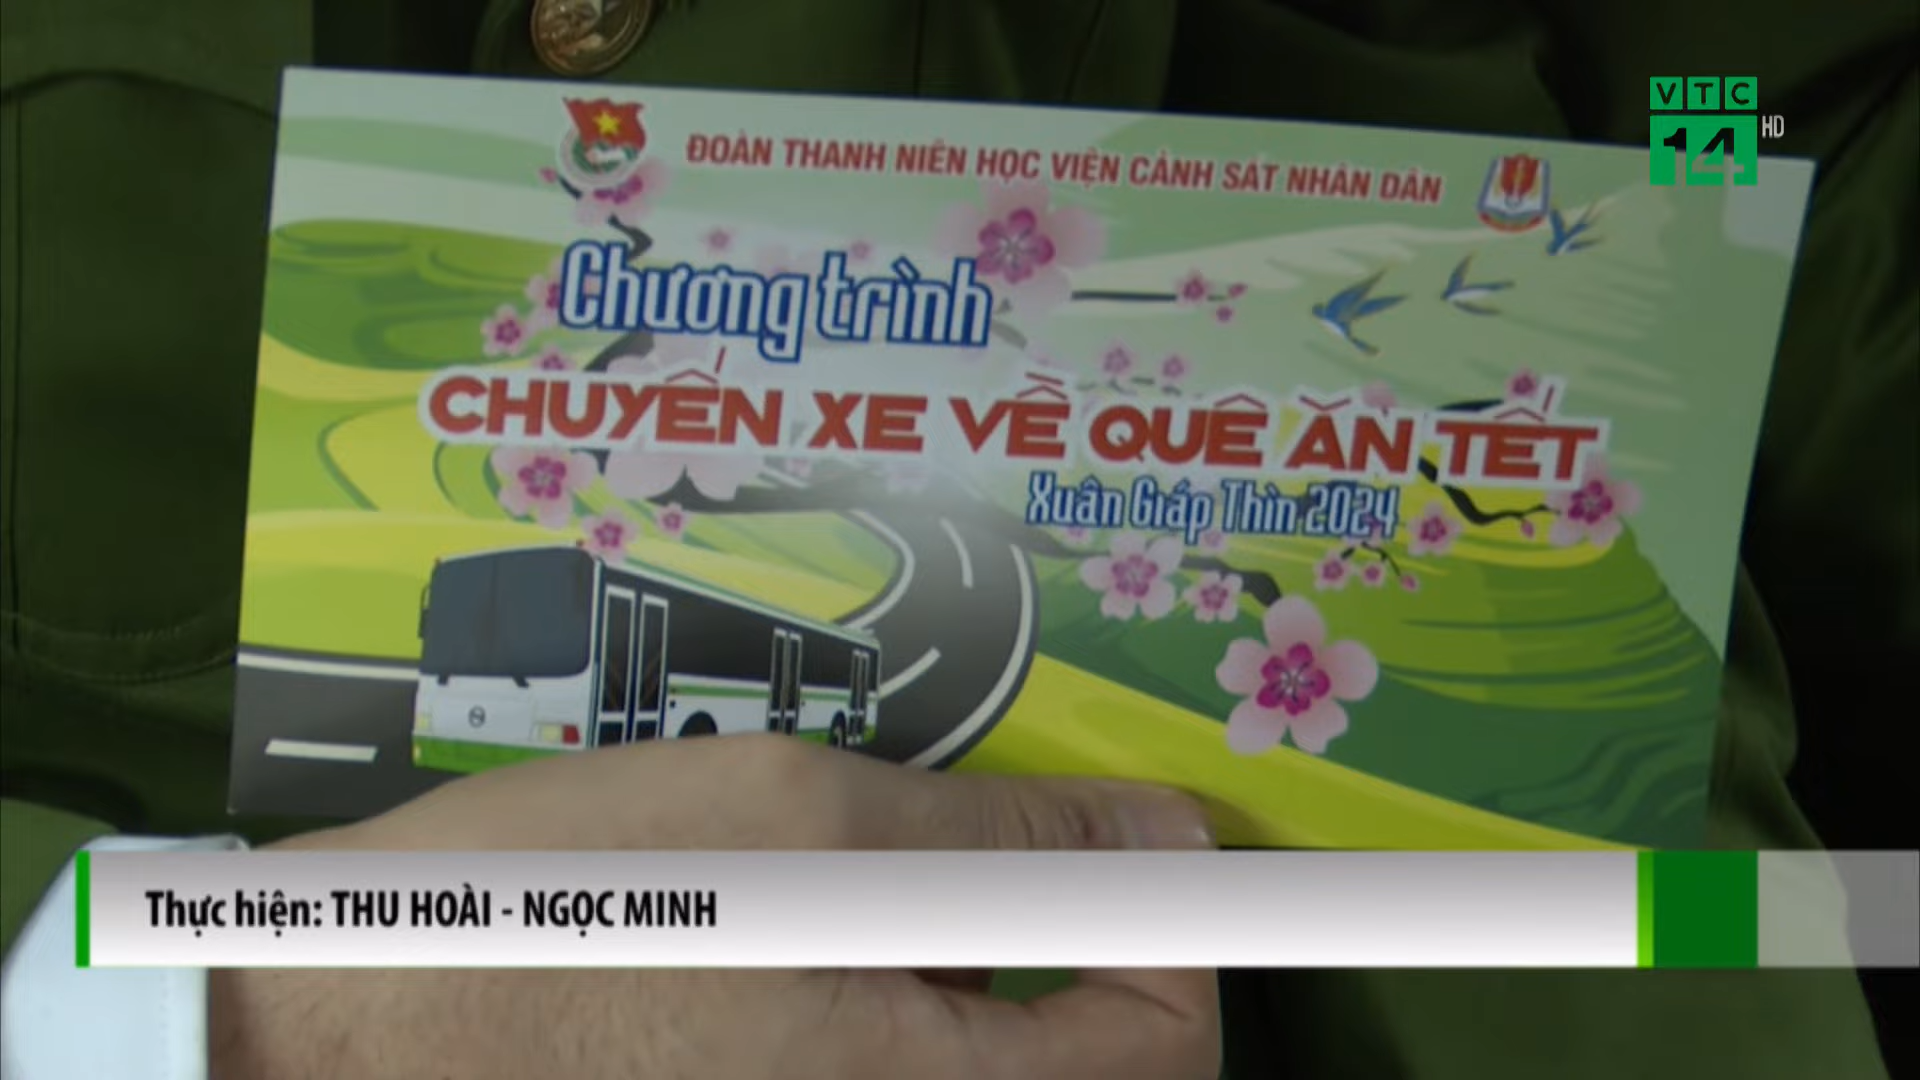 VTC
14 HD
ĐOÀN THANH NIÊN HỌC VIỆN CẢNH SÁT NHÂN DÂN
Chương trình
CHUYẾN XE VỀ QUÊ ĂN TẾT
Xuân Giáp Thìn 2024
Thực hiện: THU HOÀI - NGỌC MINH